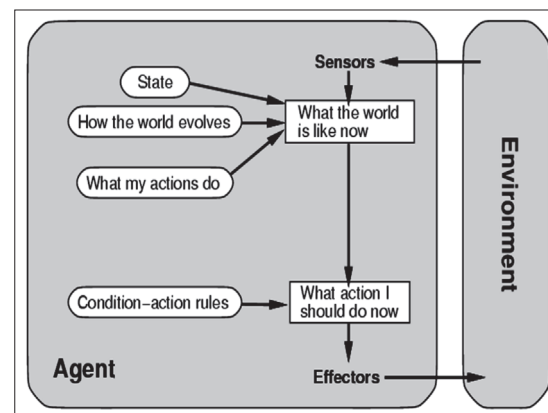 Sensors
State
How the world evolves
What my actions do
What the world
is like now
Condition–action rules
What action I
should do now
Agent
Effectors
Environment